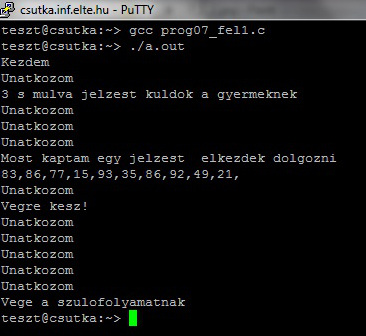 csutka.inf.elte.hu - PuTTY
teszt@csutka:~> gcc prog07_fel1.c
teszt@csutka:~> ./a.out
Kezdem
Unatkozom
3 s mulva jelzest kuldok a gyermeknek
Unatkozom
Unatkozom
Unatkozom
Most kaptam egy jelzest  elkezdek dolgozni
83,86,77,15,93,35,86,92,49,21,
Unatkozom
Vegre kesz!
Unatkozom
Unatkozom
Unatkozom
Unatkozom
Unatkozom
Vege a szulofolyamatnak
teszt@csutka:~>